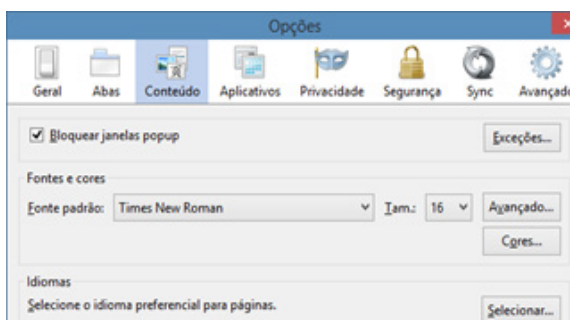 Opções
Geral Abas Conteúdo Aplicativos Privacidade Segurança Sync Avançado
Bloquear janelas popup Exceções...
Fontes e cores
Fonte padrão: Times New Roman Tam.: 16 Avançado...
Cores...
Idiomas
Selecione o idioma preferencial para páginas. Selecionar...